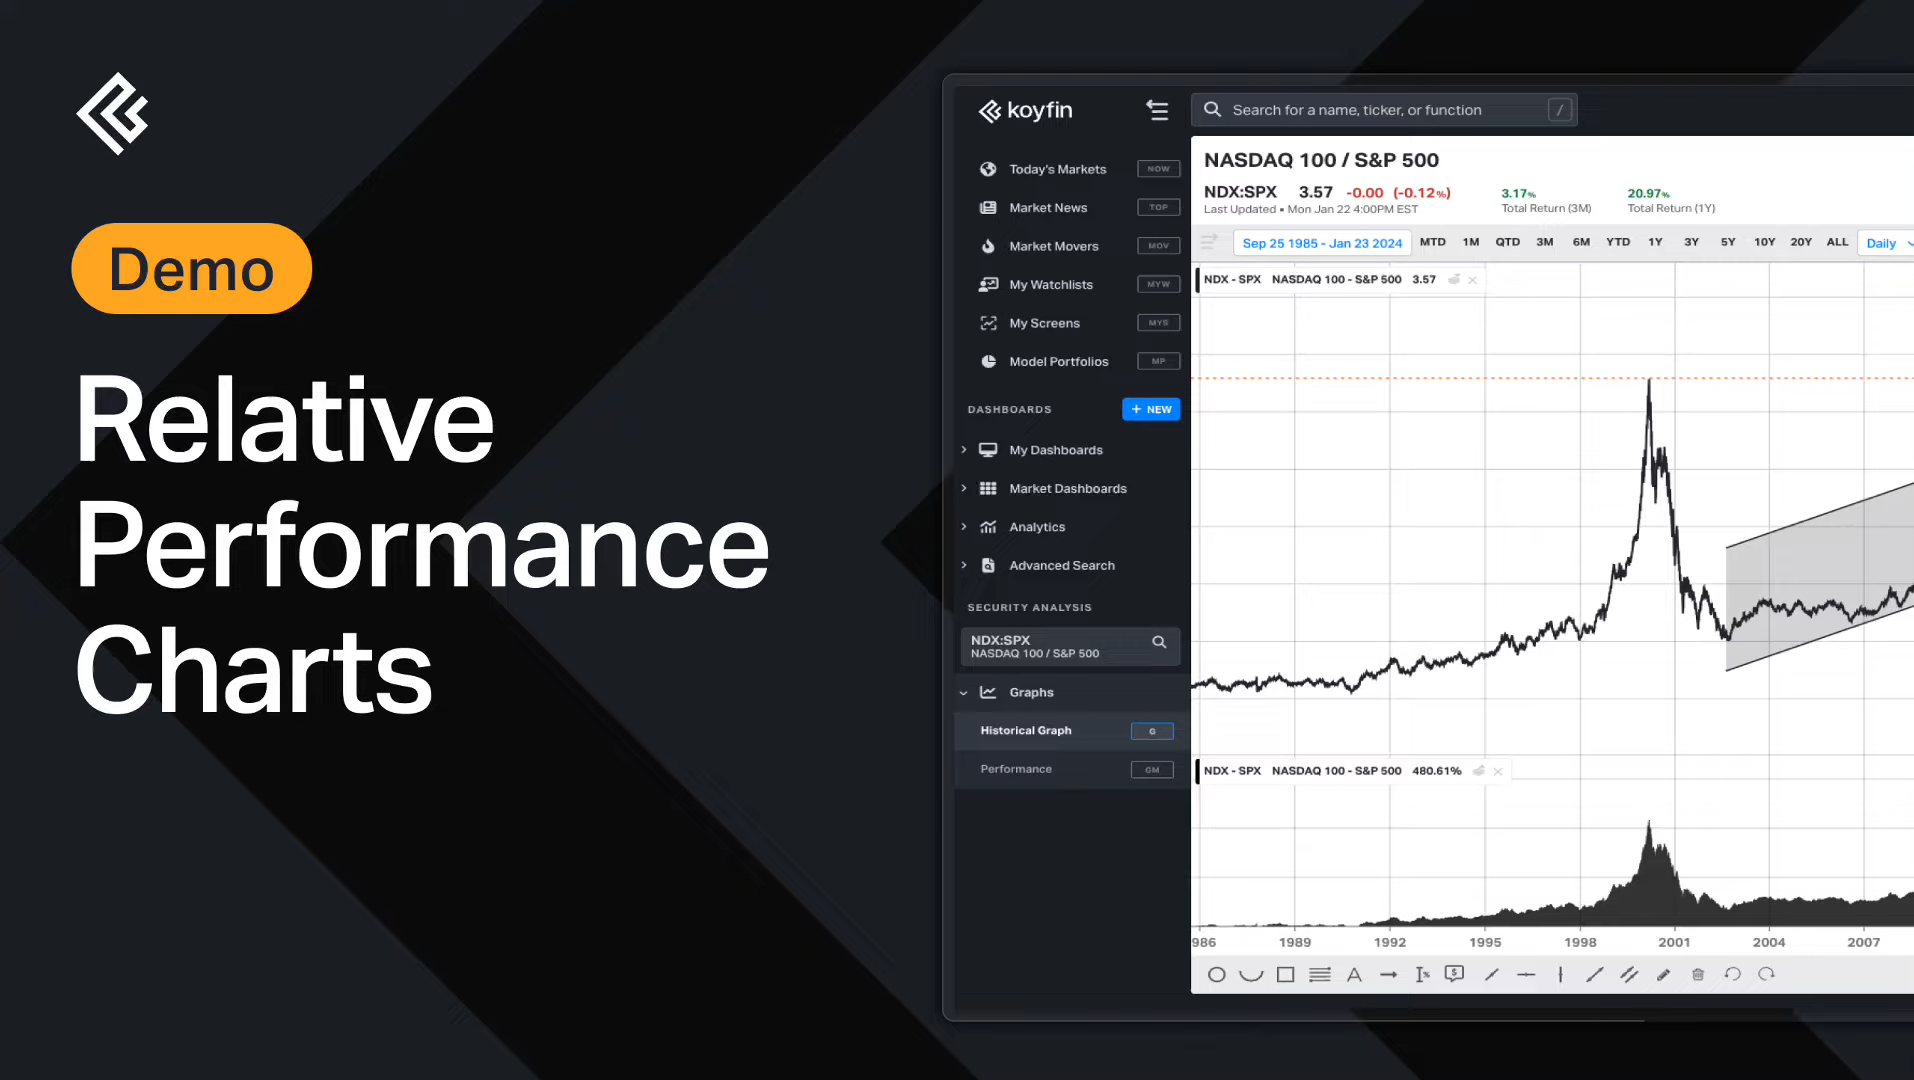 Demo
Relative
Performance
Charts
koyfin
Search for a name, ticker, or function /
Today's Markets NOW
Market News TOP
Market Movers MOV
My Watchlists MYW
My Screens MYS
Model Portfolios MP
DASHBOARDS + NEW
My Dashboards
Market Dashboards
Analytics
Advanced Search
SECURITY ANALYSIS
NDX:SPX
NASDAQ 100 / S&P 500
Graphs
Historical Graph G
Performance GM
NASDAQ 100 / S&P 500
NDX:SPX 3.57 -0.00 (-0.12%) 3.17% 20.97%
Last Updated • Mon Jan 22 4:00PM EST Total Return (3M) Total Return (1Y)
Sep 25 1985 - Jan 23 2024 MTD 1M QTD 3M 6M YTD 1Y 3Y 5Y 10Y 20Y ALL Daily
NDX - SPX NASDAQ 100 - S&P 500 3.57
NDX - SPX NASDAQ 100 - S&P 500 480.61%
986 1989 1992 1995 1998 2001 2004 2007